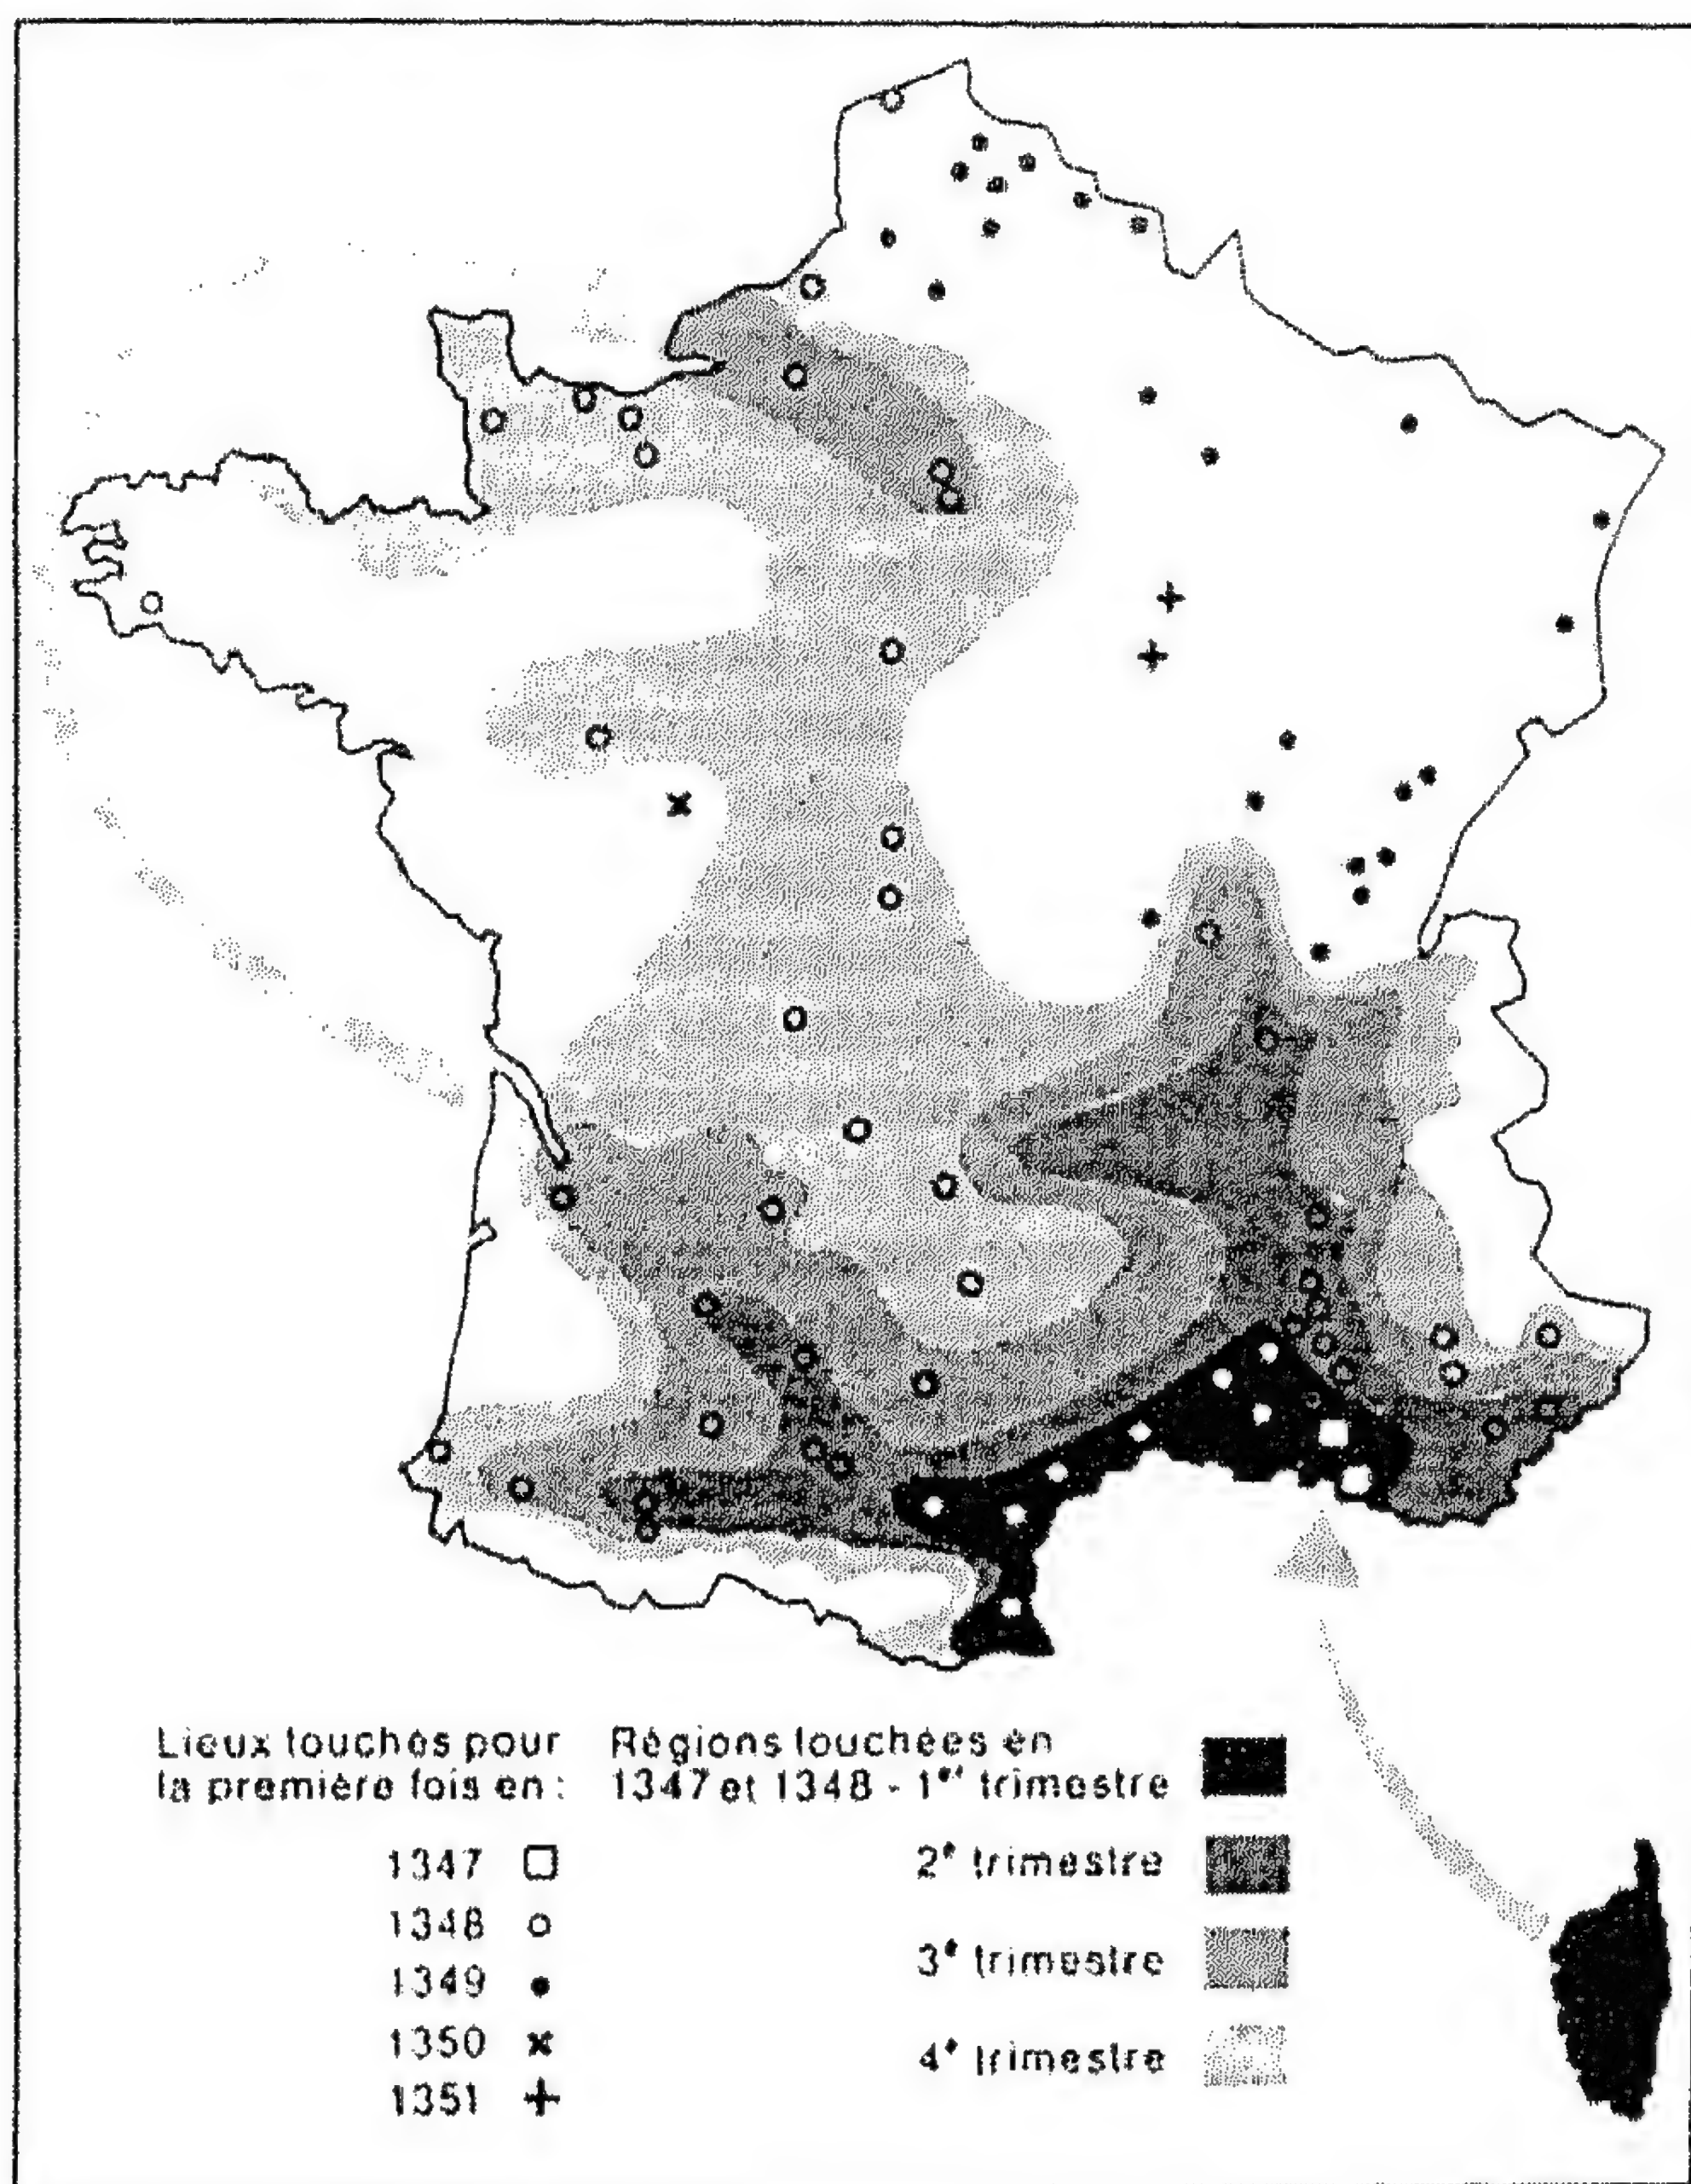 Lieux touchés pour
la première fois en :
1347
1348
1349
1350
1351
Régions touchées en
1347 et 1348 - 1er trimestre
2e trimestre
3e trimestre
4e trimestre